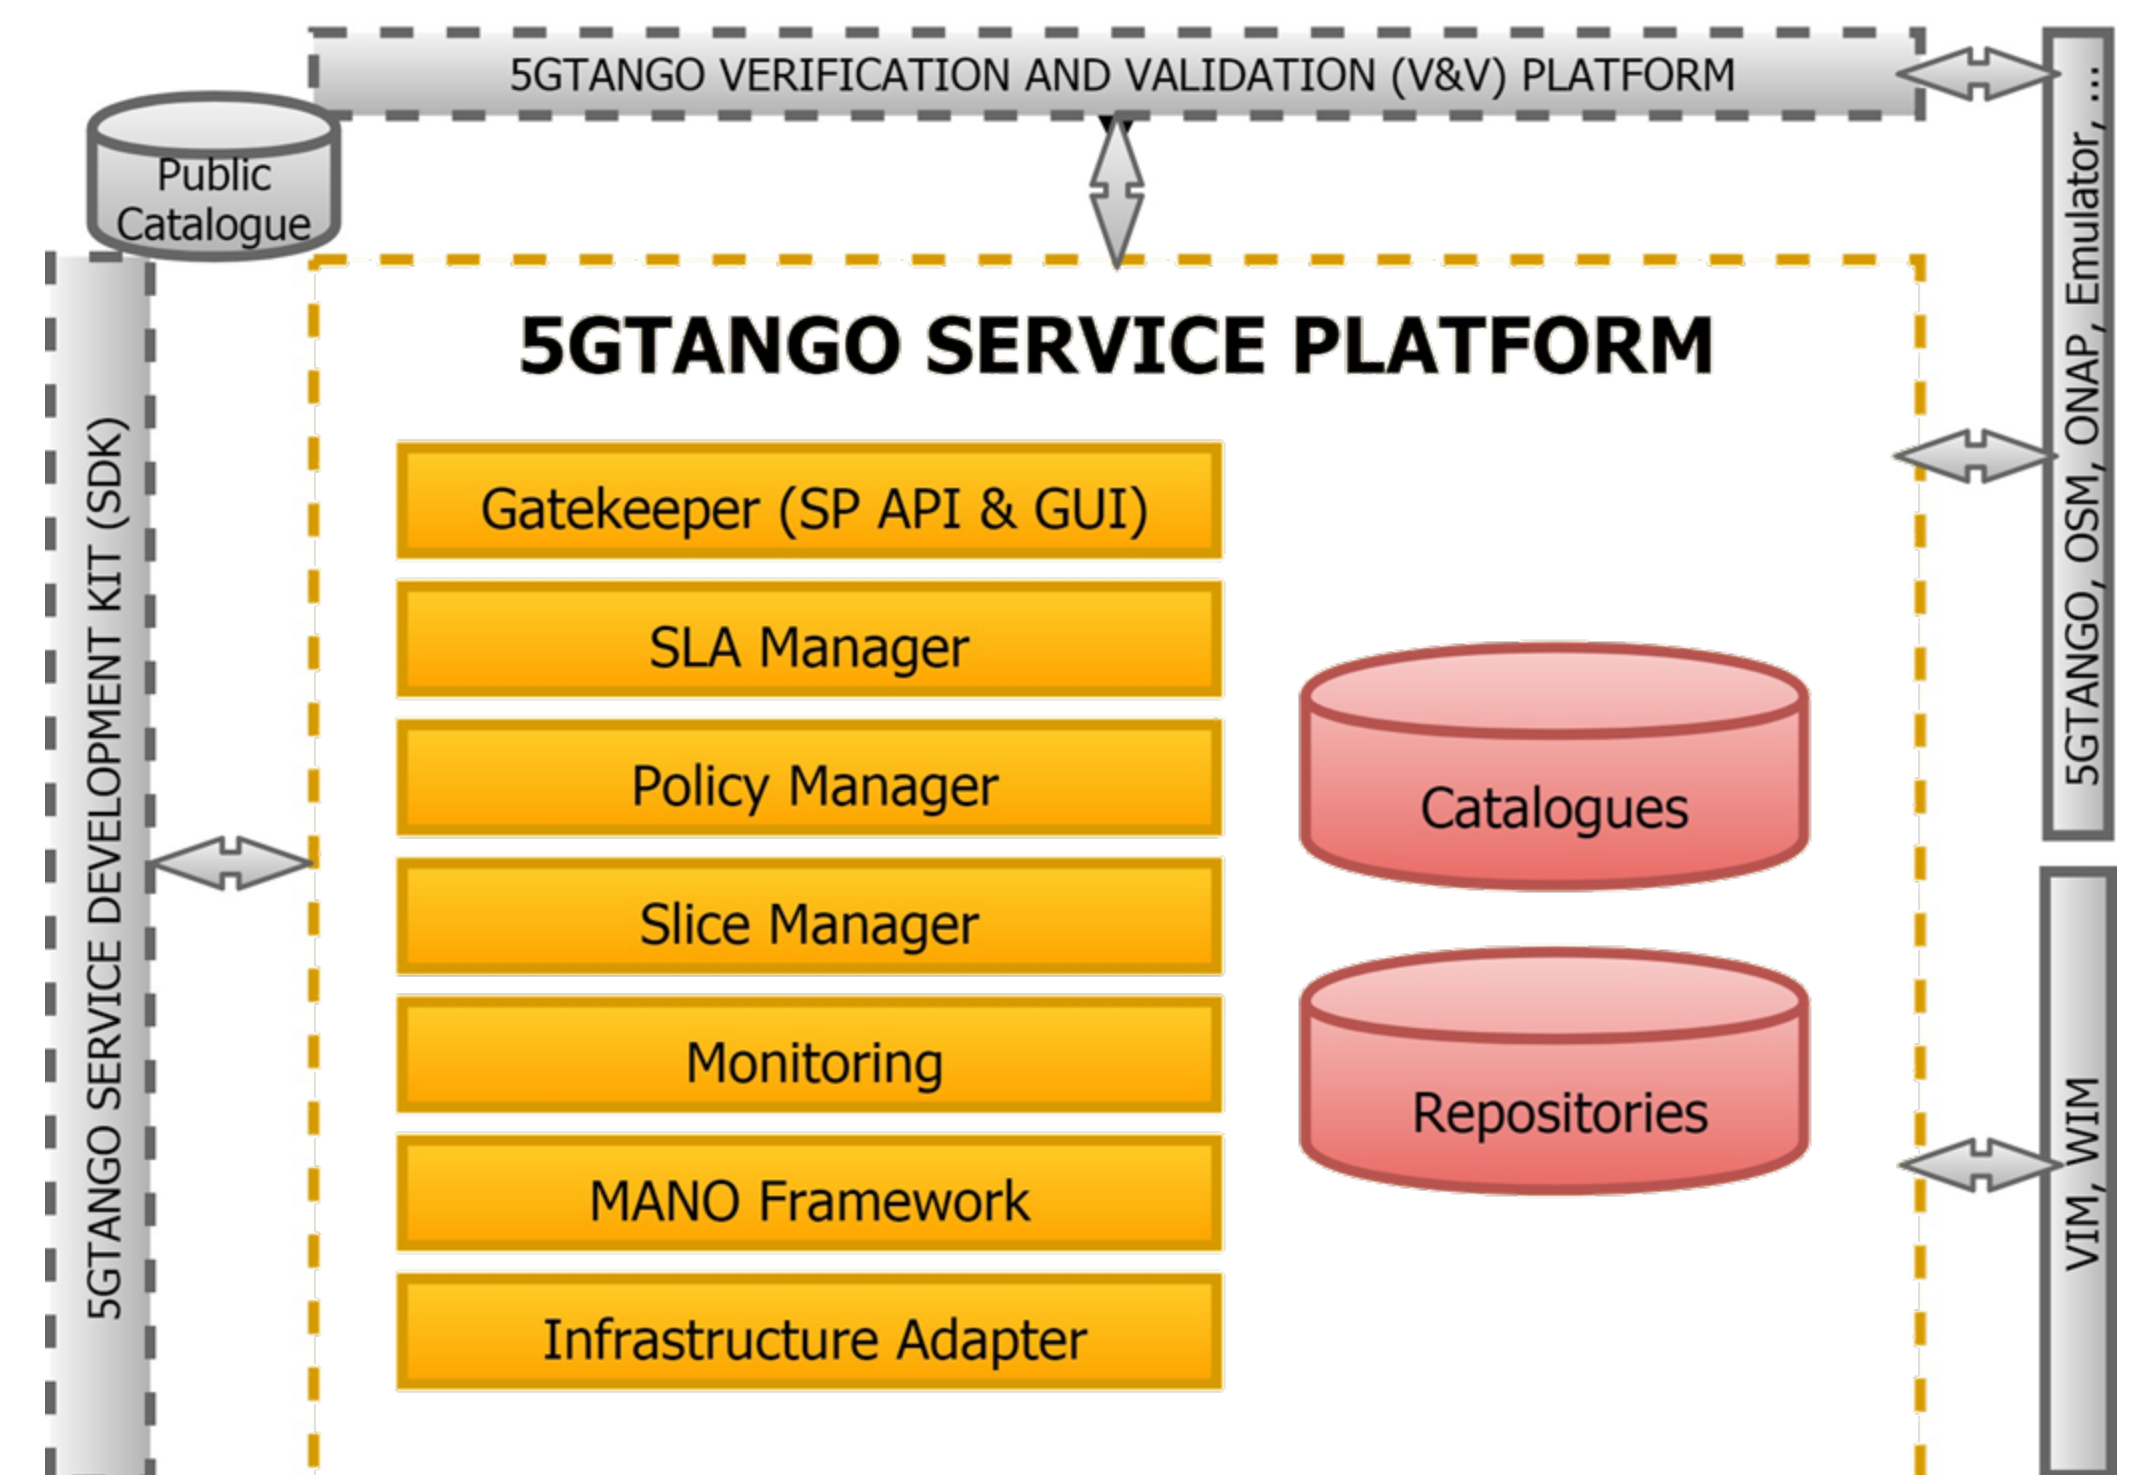 5GTANGO VERIFICATION AND VALIDATION (V&V) PLATFORM
Public
Catalogue
5GTANGO SERVICE DEVELOPMENT KIT (SDK)
5GTANGO SERVICE PLATFORM
Gatekeeper (SP API & GUI)
SLA Manager
Policy Manager
Slice Manager
Monitoring
MANO Framework
Infrastructure Adapter
Catalogues
Repositories
5GTANGO, OSM, ONAP, Emulator, ...
VIM, WIM